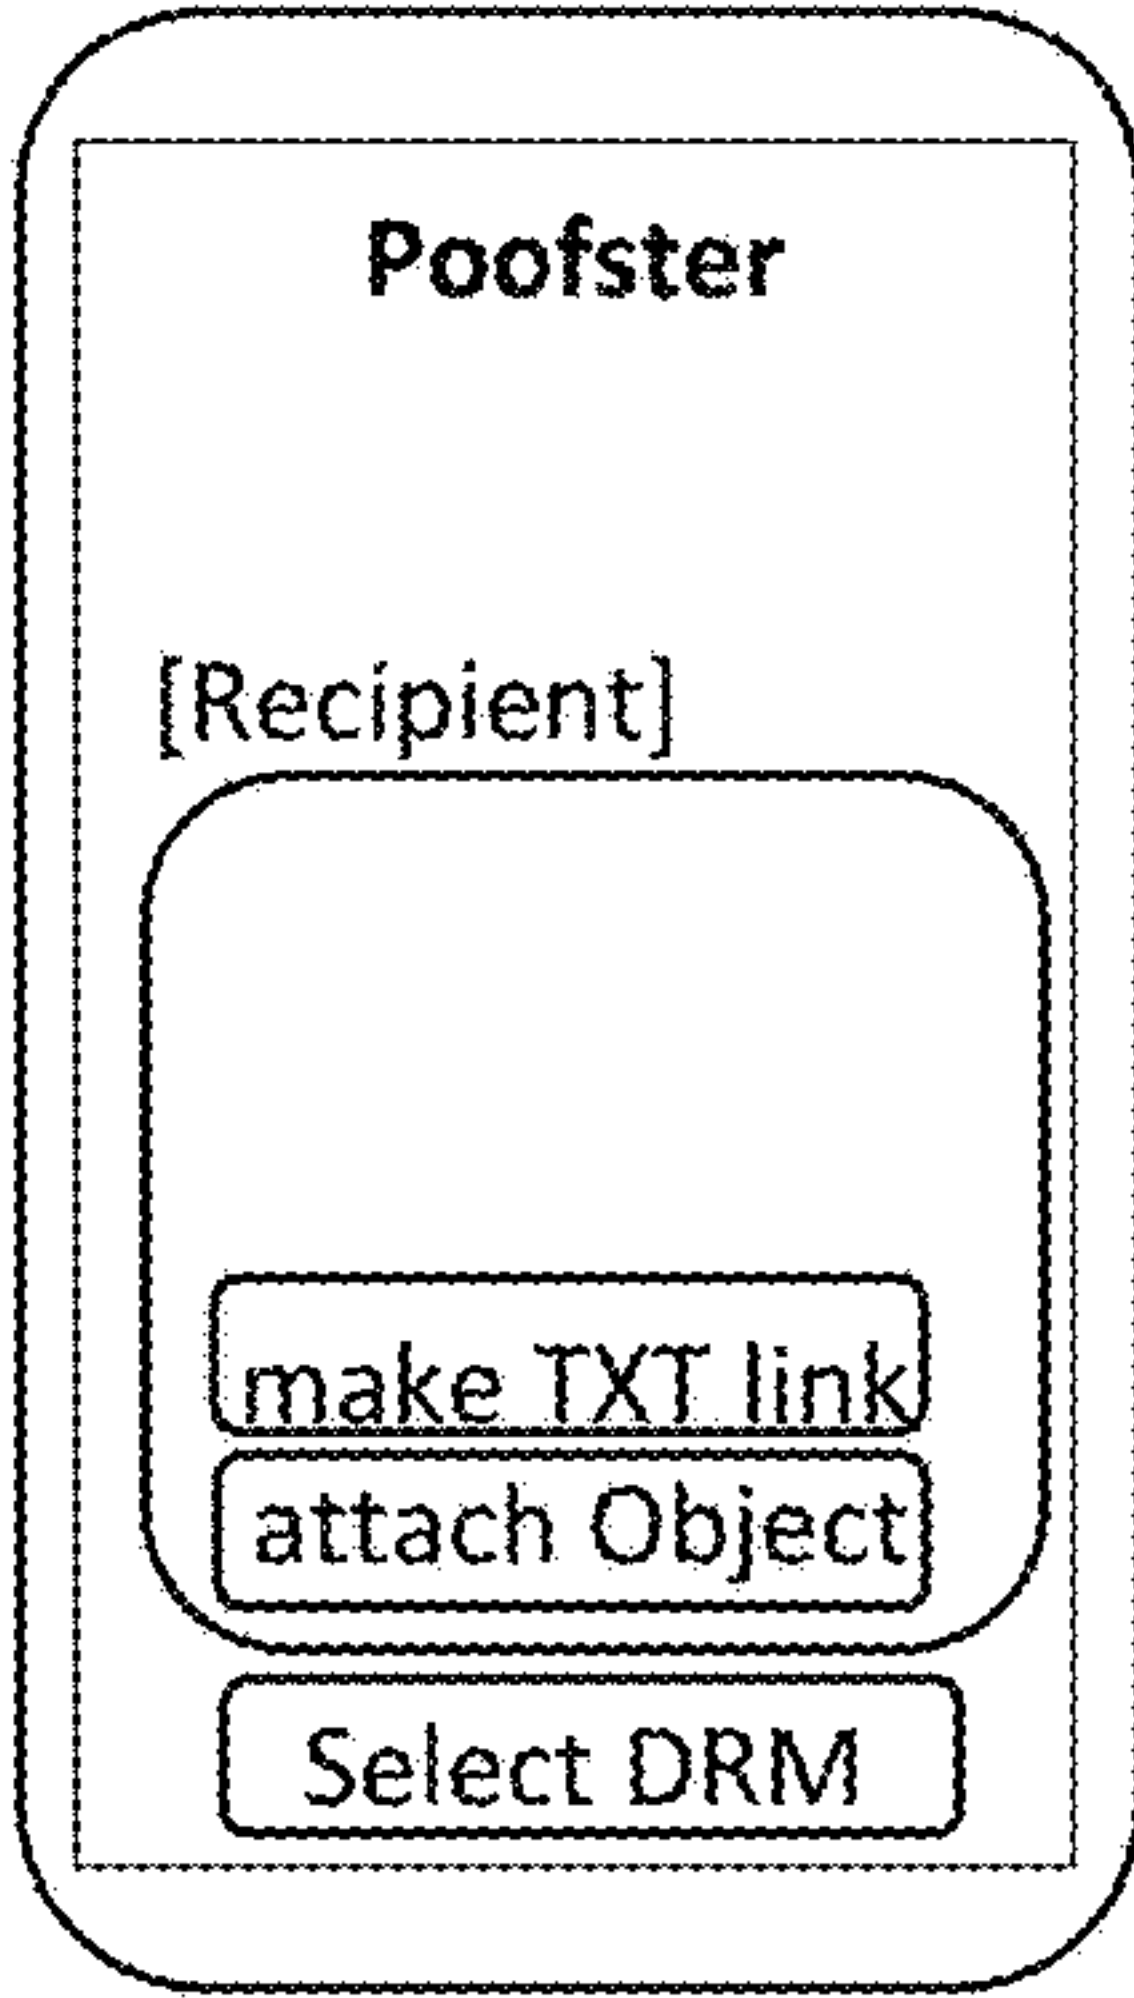 Poofster
[Recipient]
make TXT link
attach Object
Select DRM